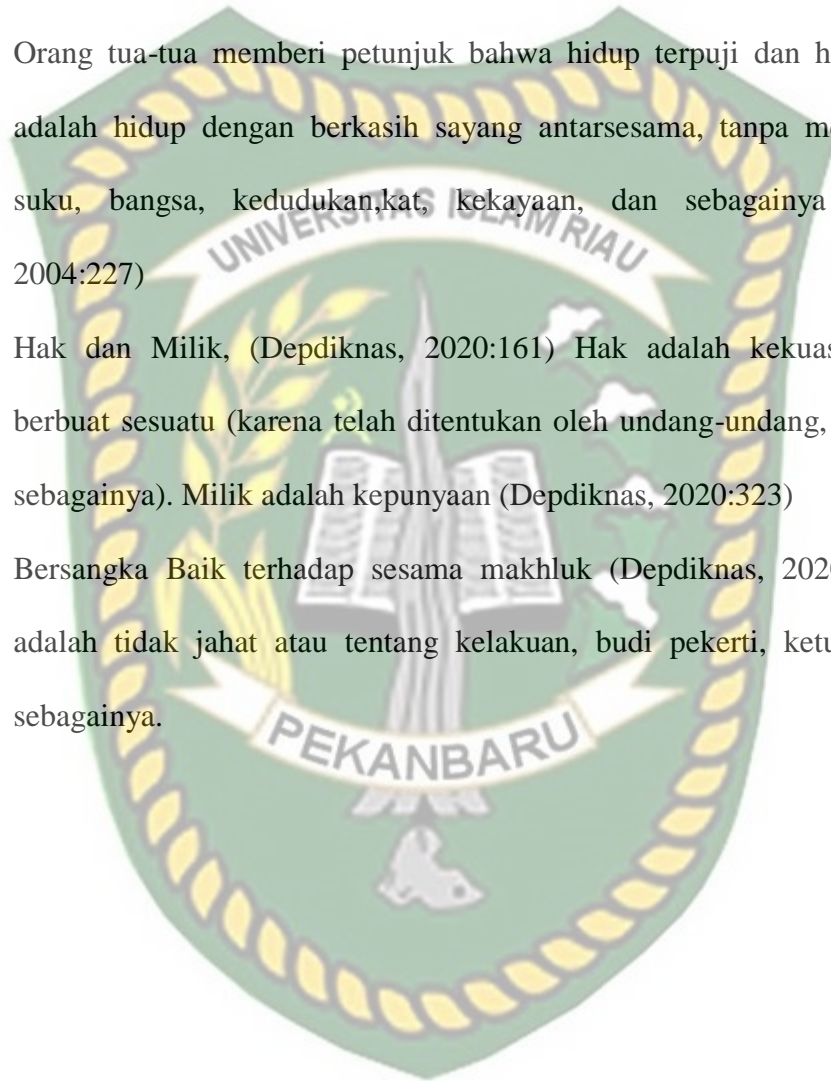 Orang tua-tua memberi petunjuk bahwa hidup terpuji dan
adalah hidup dengan berkasih sayang antarsesama, tanpa
suku, bangsa, kedudukan,kat, kekayaan, dan sebagainya
2004:227)
Hak dan Milik, (Depdiknas, 2020:161) Hak adalah
berbuat sesuatu (karena telah ditentukan oleh undang-undang,
sebagainya). Milik adalah kepunyaan (Depdiknas, 2020:323)
Bersangka Baik terhadap sesama makhluk (Depdiknas,
adalah tidak jahat atau tentang kelakuan, budi pekerti,
sebagainya.
UNIVERSITAS ISLAM RIAU
PEKANBARU